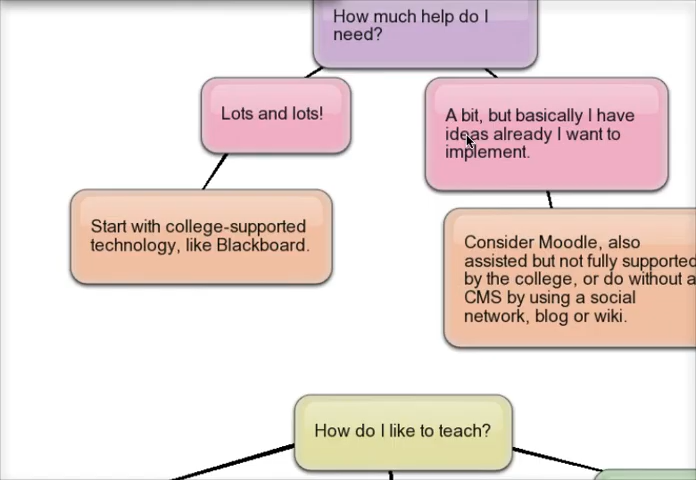 How much help do I
need?
Lots and lots!
A bit, but basically I have
ideas already I want to
implement.
Start with college-supported
technology, like Blackboard.
Consider Moodle, also
assisted but not fully supported
by the college, or do without a
CMS by using a social
network, blog or wiki.
How do I like to teach?